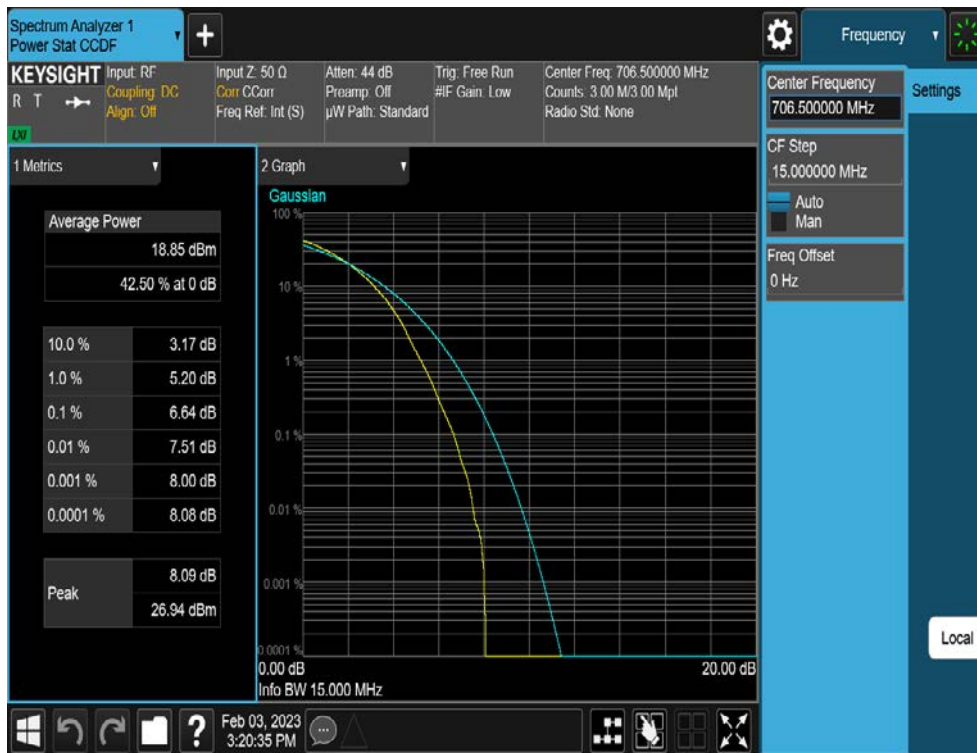 Spectrum Analyzer 1
Power Stat CCDF
+
Frequency
KEYSIGHT
R T
LXI
Input: RF
Coupling: DC
Align: Off
Input Z: 50 Ω
Corr CCorr
Freq Ref: Int (S)
Atten: 44 dB
Preamp: Off
µW Path: Standard
Trig: Free Run
#IF Gain: Low
Center Freq: 706.500000 MHz
Counts: 3.00 M/3.00 Mpt
Radio Std: None
Center Frequency
706.500000 MHz
Settings
CF Step
15.000000 MHz
Auto
Man
Freq Offset
0 Hz
Local
1 Metrics
Average Power
18.85 dBm
42.50 % at 0 dB
10.0 % 3.17 dB
1.0 % 5.20 dB
0.1 % 6.64 dB
0.01 % 7.51 dB
0.001 % 8.00 dB
0.0001 % 8.08 dB
Peak
8.09 dB
26.94 dBm
2 Graph
Gaussian
100 %
10 %
1 %
0.1 %
0.01 %
0.001 %
0.0001 %
0.00 dB 20.00 dB
Info BW 15.000 MHz
?
Feb 03, 2023
3:20:35 PM